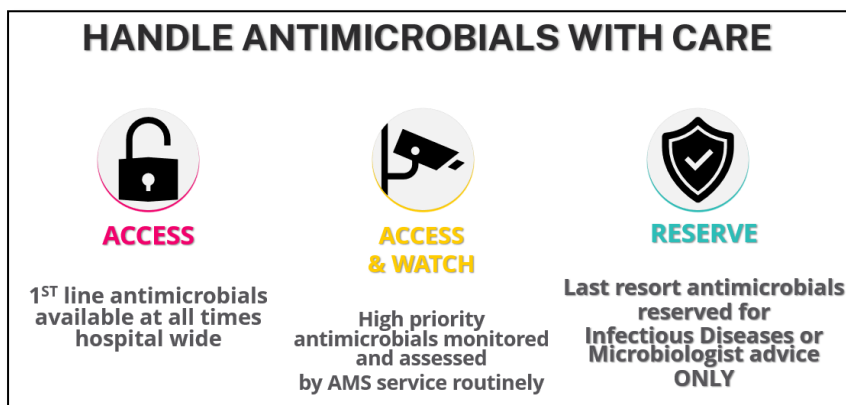 HANDLE ANTIMICROBIALS WITH CARE
ACCESS
1ST line antimicrobials
available at all times
hospital wide
ACCESS
& WATCH
High priority
antimicrobials monitored
and assessed
by AMS service routinely
RESERVE
Last resort antimicrobials
reserved for
Infectious Diseases or
Microbiologist advice
ONLY